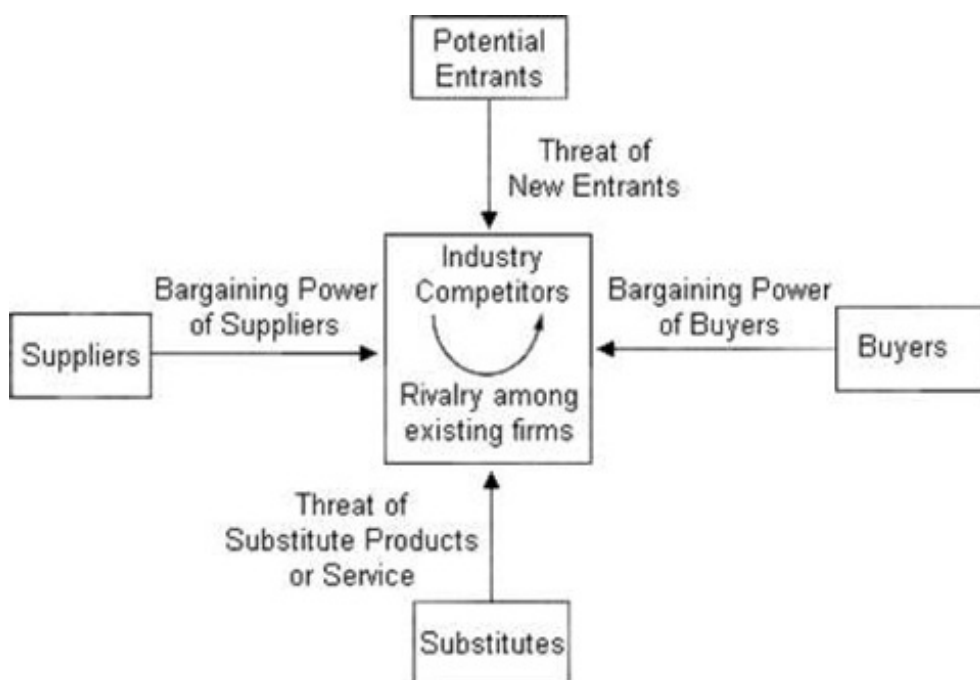 Potential
Entrants
Threat of
New Entrants
Industry
Competitors
Rivalry among
existing firms
Bargaining Power
of Suppliers
Suppliers
Bargaining Power
of Buyers
Buyers
Threat of
Substitute Products
or Service
Substitutes